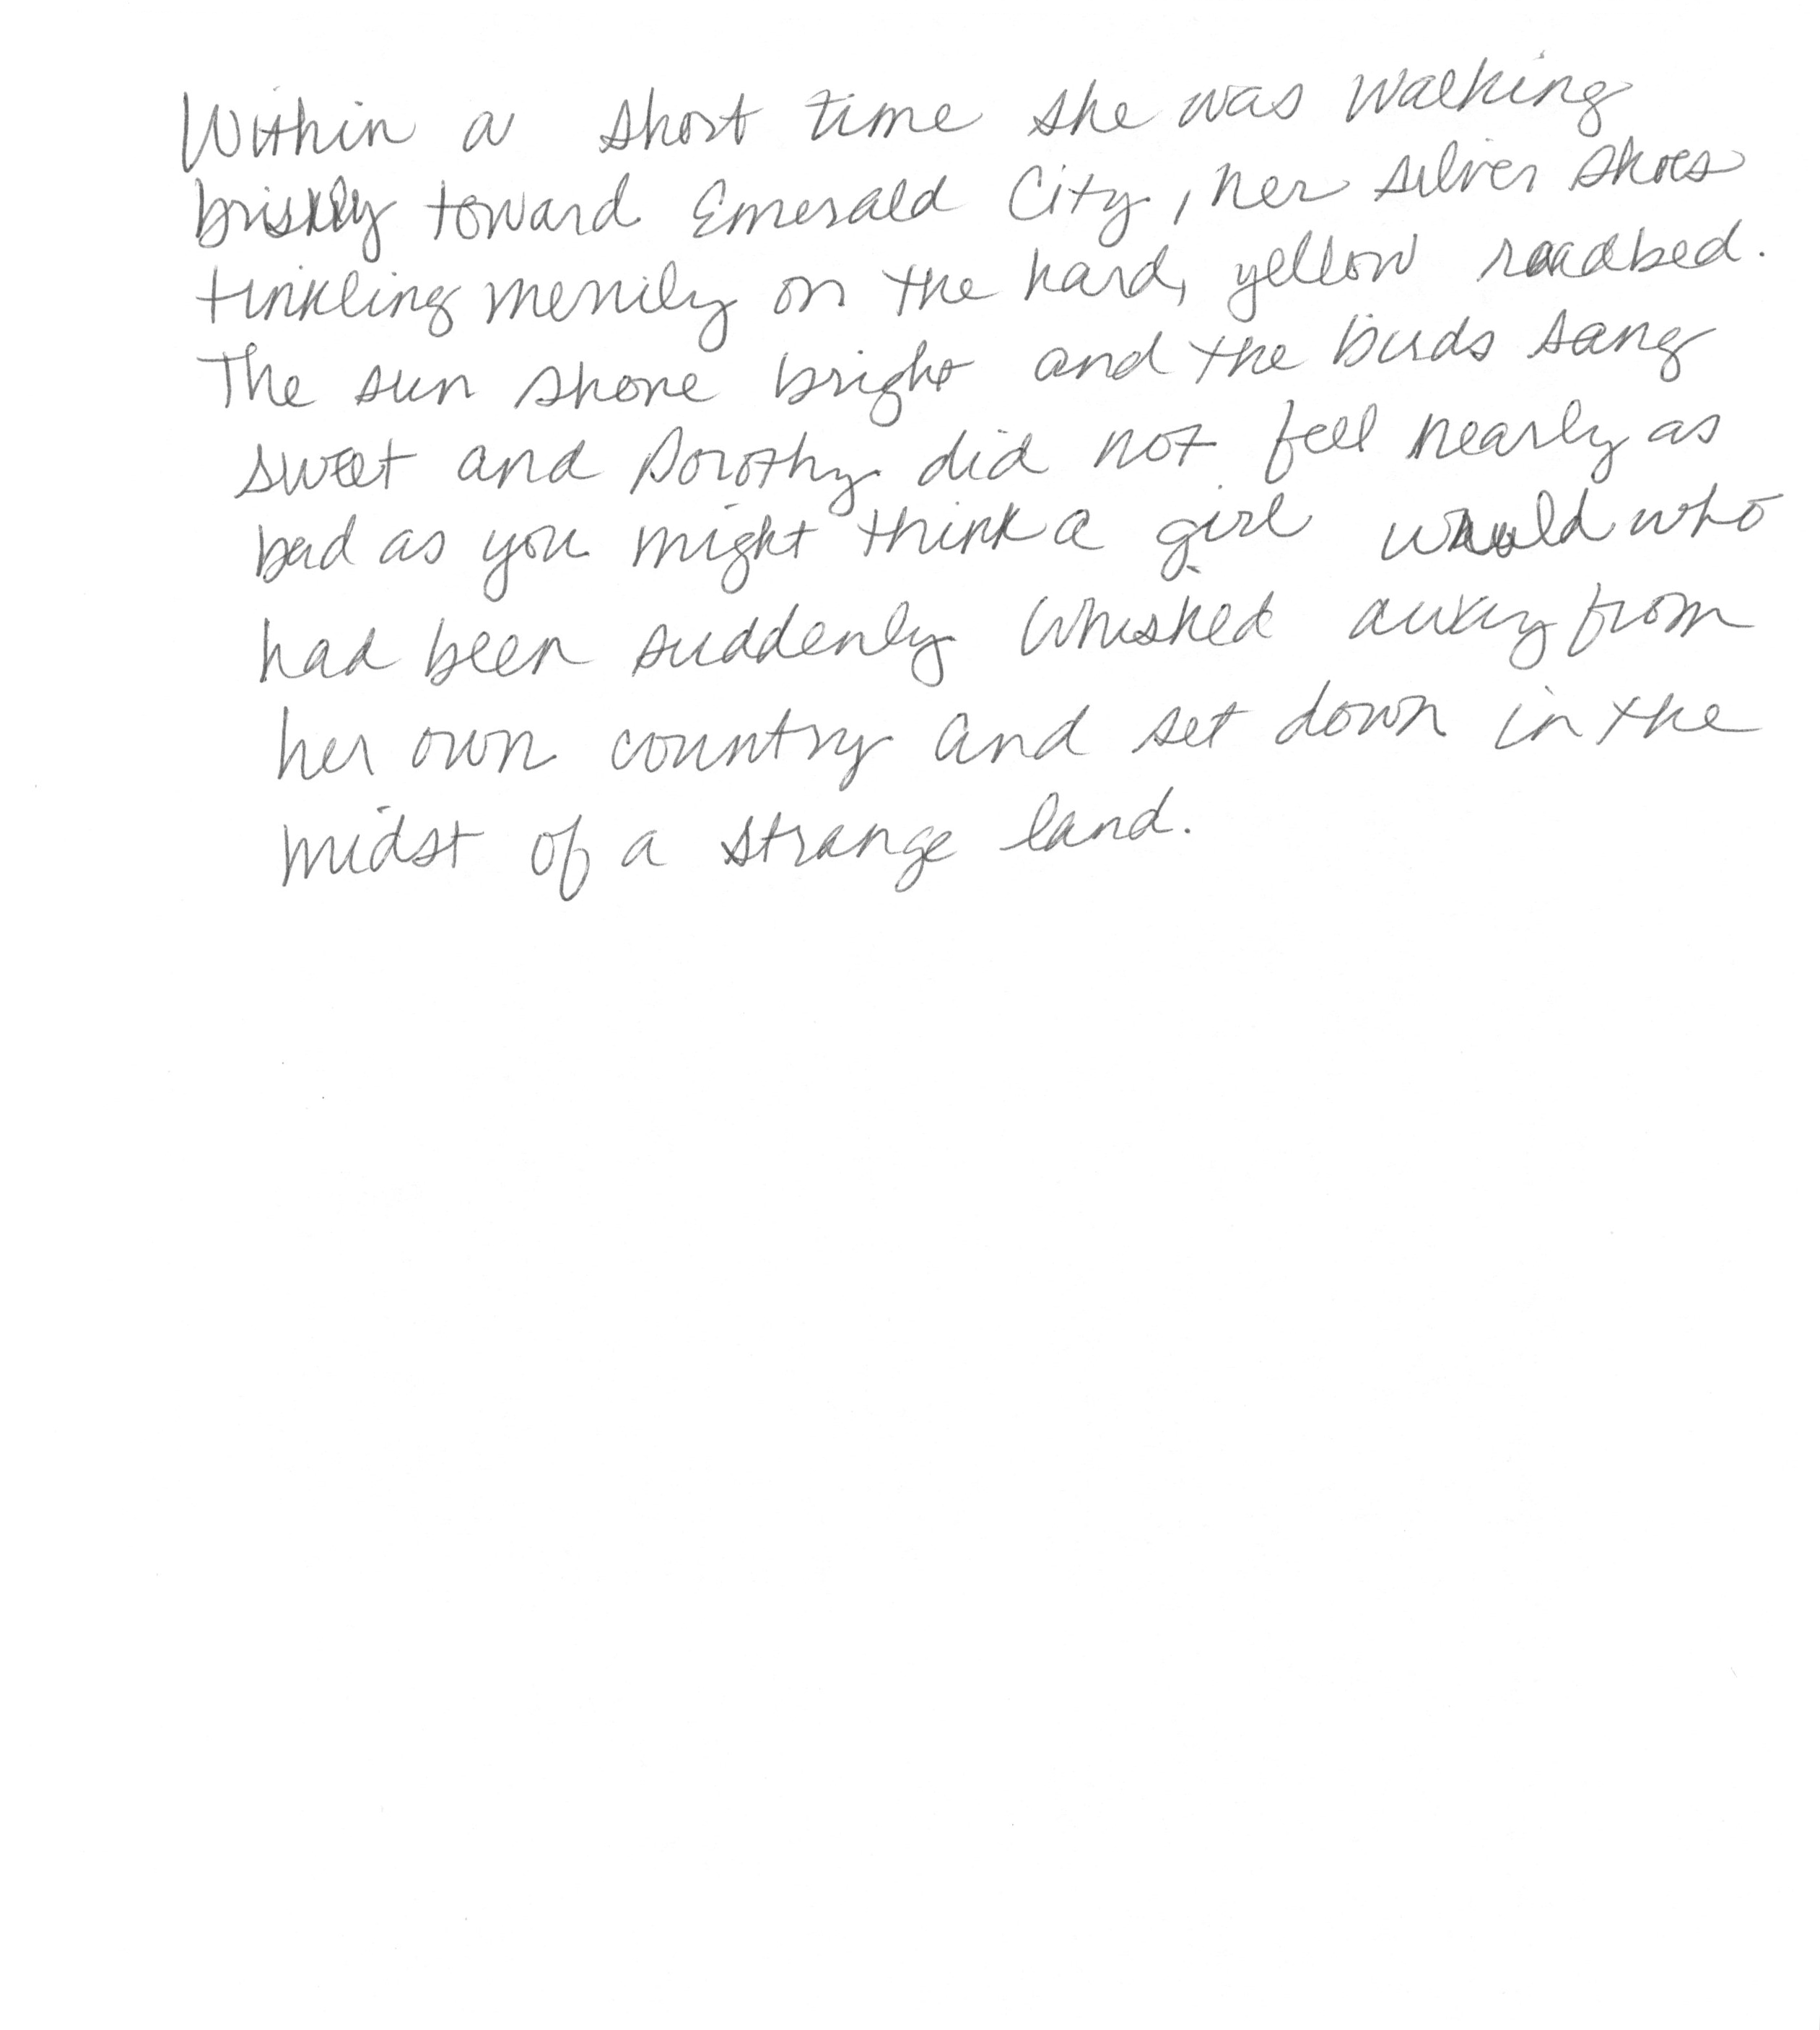 Within a short time she was walking
briskly toward Emerald City, her silver shoes
tinkling merrily on the hard, yellow roadbed.
The sun shone bright and the birds sang
sweet and Dorothy did not feel nearly as
bad as you might think a girl would who
had been suddenly whisked away from
her own country and set down in the
midst of a strange land.